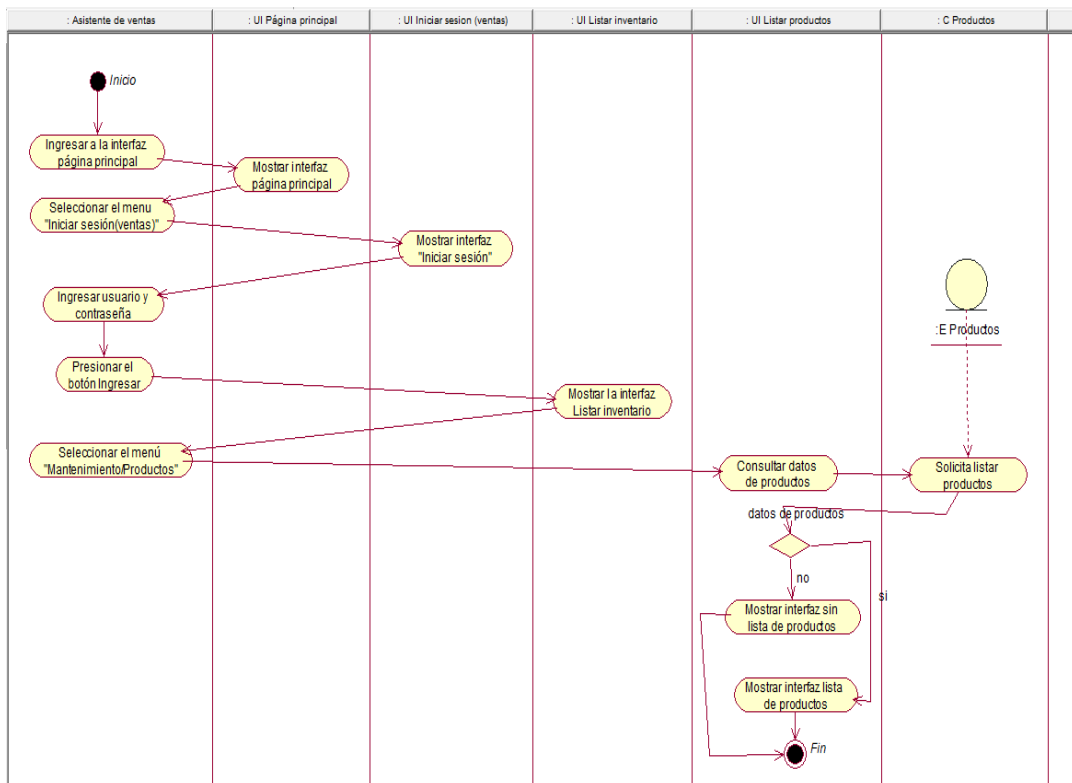 : Asistente de ventas
: UI Página principal
: UI Iniciar sesion (ventas)
: UI Listar inventario
: UI Listar productos
: C Productos
Inicio
Ingresar a la interfaz
página principal
Mostrar interfaz
página principal
Seleccionar el menu
"Iniciar sesión(ventas)"
Mostrar interfaz
"Iniciar sesión"
Ingresar usuario y
contraseña
:E Productos
Presionar el
botón Ingresar
Mostrar la interfaz
Listar inventario
Seleccionar el menú
"Mantenimiento/Productos"
Consultar datos
de productos
Solicita listar
productos
datos de productos
no
si
Mostrar interfaz sin
lista de productos
Mostrar interfaz lista
de productos
Fin